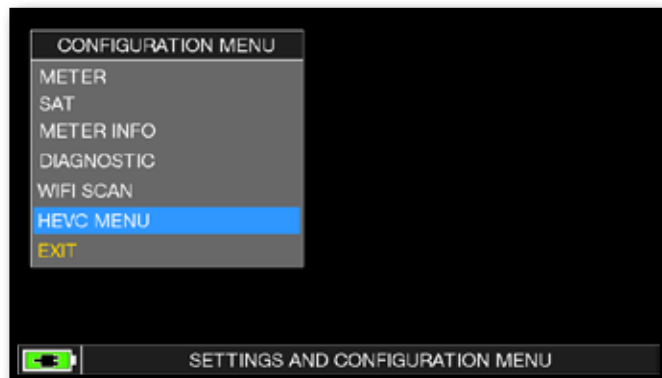 CONFIGURATION MENU
METER
SAT
METER INFO
DIAGNOSTIC
WIFI SCAN
HEVC MENU
EXIT
SETTINGS AND CONFIGURATION MENU